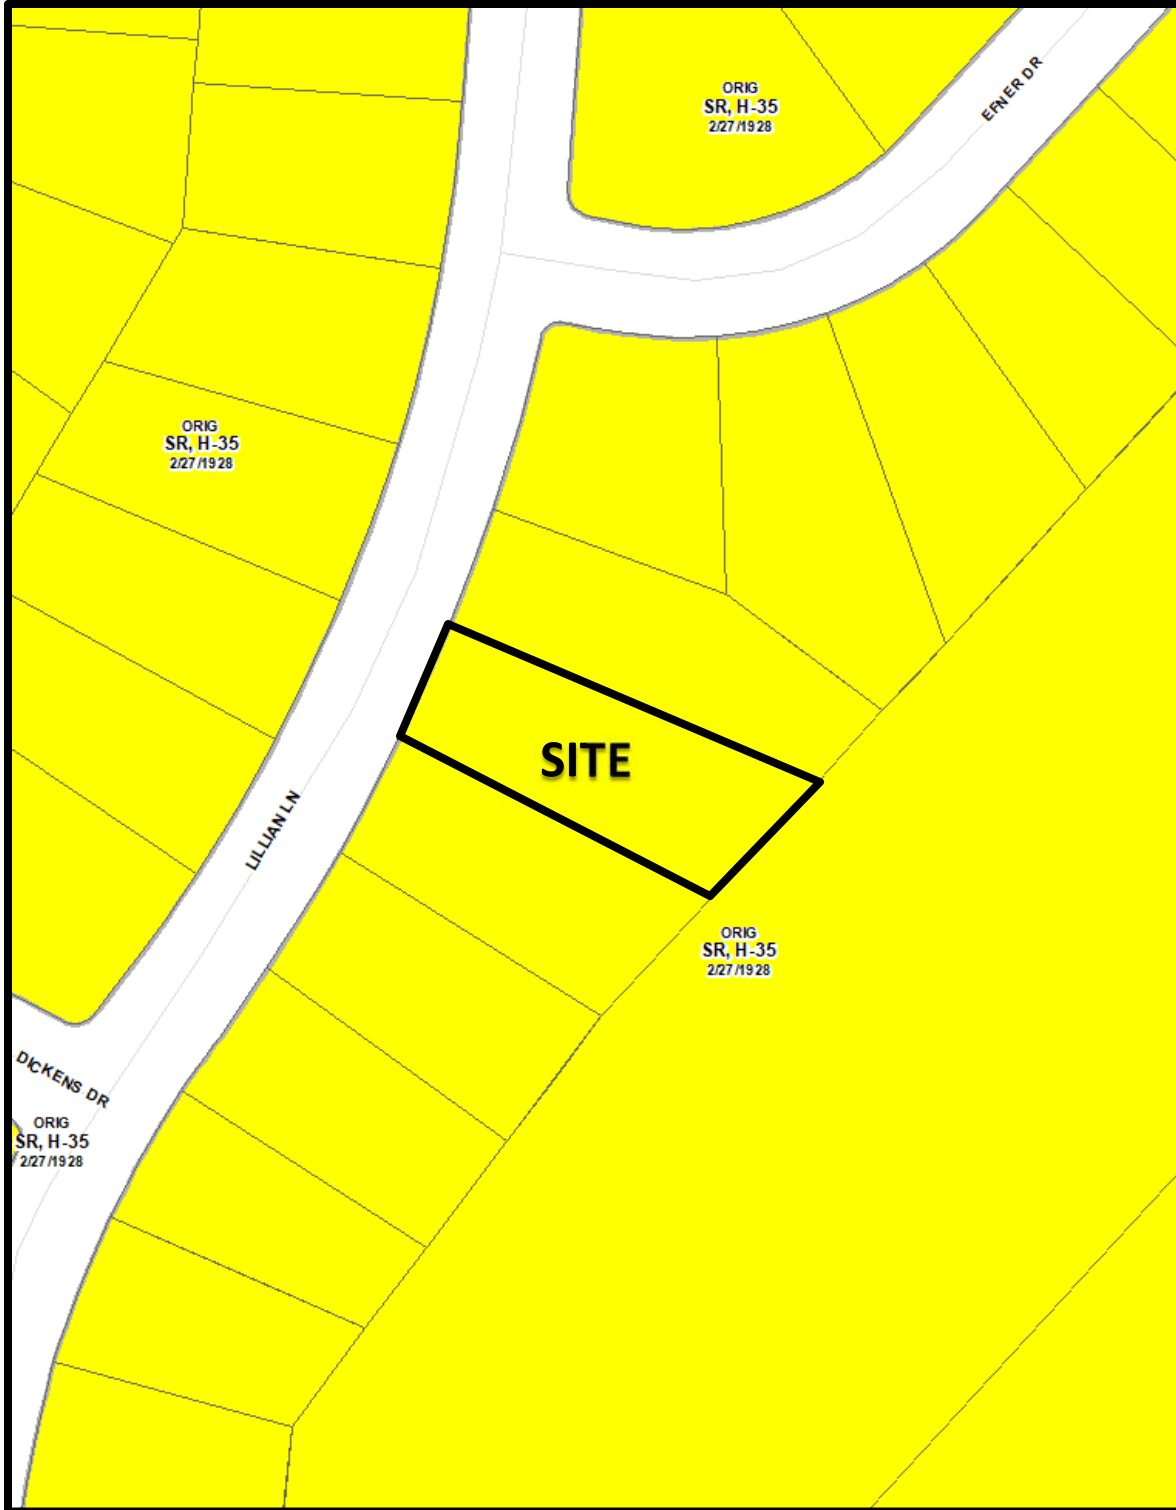 ORIG
SR, H-35
2/27/1928
EFNER DR
ORIG
SR, H-35
2/27/1928
SITE
LILLIAN LN
ORIG
SR, H-35
2/27/1928
DICKENS DR
ORIG
SR, H-35
2/27/1928